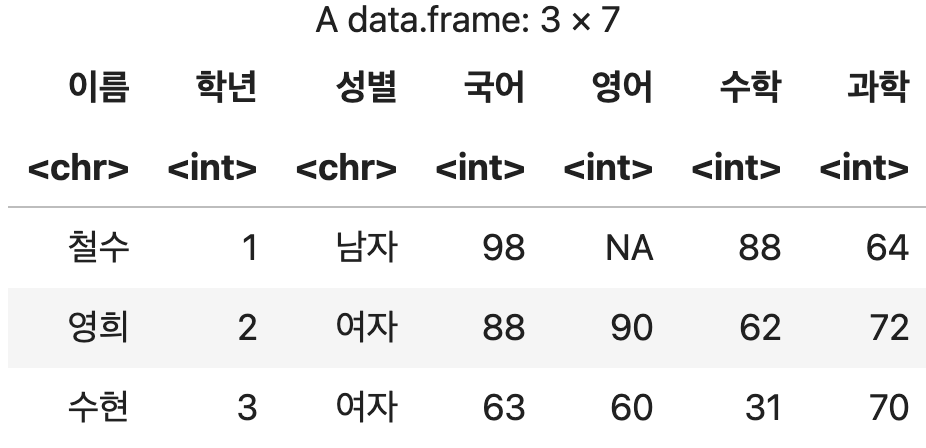 A data.frame: 3 × 7
이름 학년 성별 국어 영어 수학 과학
<chr> <int> <chr> <int> <int> <int> <int>
철수 1 남자 98 NA 88 64
영희 2 여자 88 90 62 72
수현 3 여자 63 60 31 70